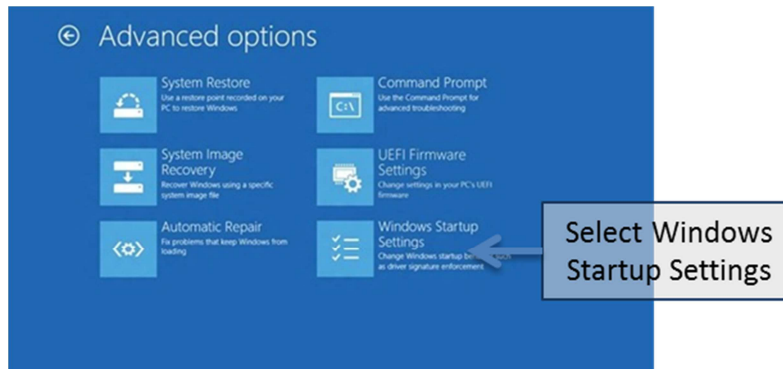 Advanced options
System Restore
Use a restore point recorded on your
PC to restore Windows
Command Prompt
Use the Command Prompt for
advanced troubleshooting
System Image
Recovery
Recover Windows using a specific
system image file
UEFI Firmware
Settings
Change settings in your PC's UEFI
firmware
Automatic Repair
Fix problems that keep Windows from
loading
Windows Startup
Settings
Change Windows startup such
as driver signature enforcement
Select Windows
Startup Settings
C:\